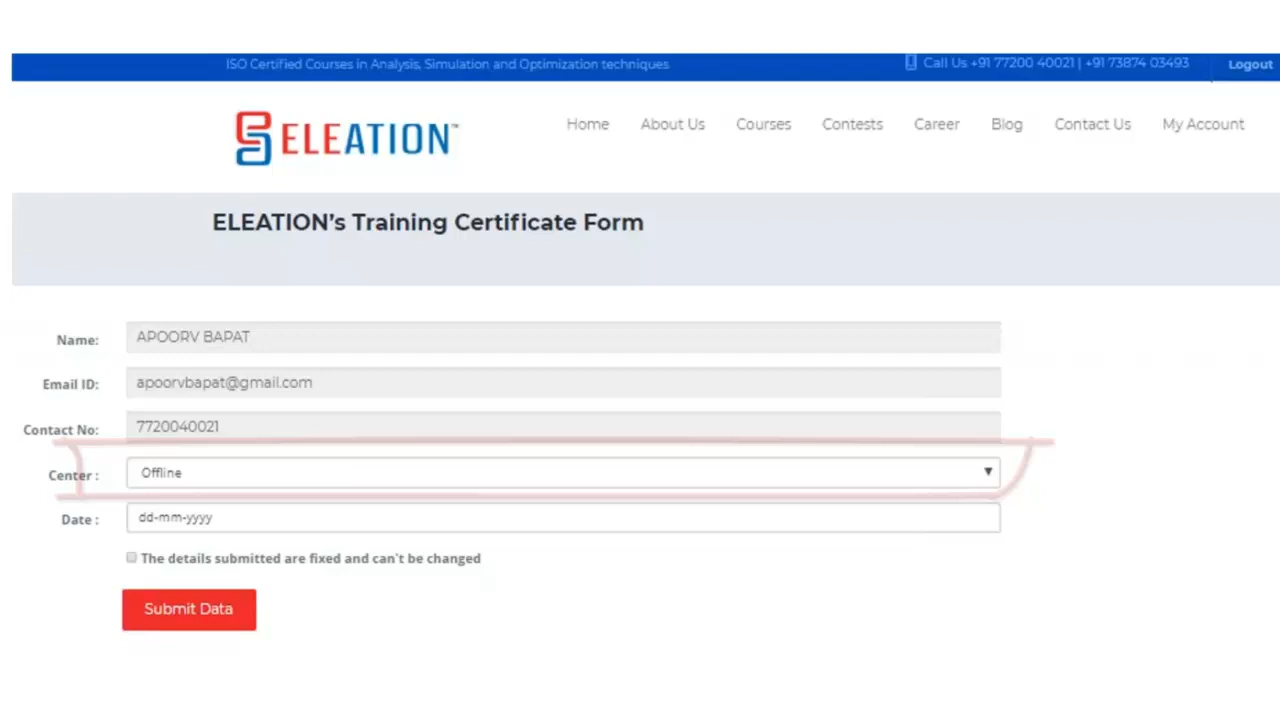 ISO Certified Courses in Analysis, Simulation and Optimization techniques
Call Us +91 77200 40021 | +91 73874 03493
Logout
ELEATION™
Home About Us Courses Contests Career Blog Contact Us My Account
ELEATION's Training Certificate Form
Name: APOORV BAPAT
Email ID: apoorvbapat@gmail.com
Contact No: 7720040021
Center : Offline
Date : dd-mm-yyyy
The details submitted are fixed and can't be changed
Submit Data